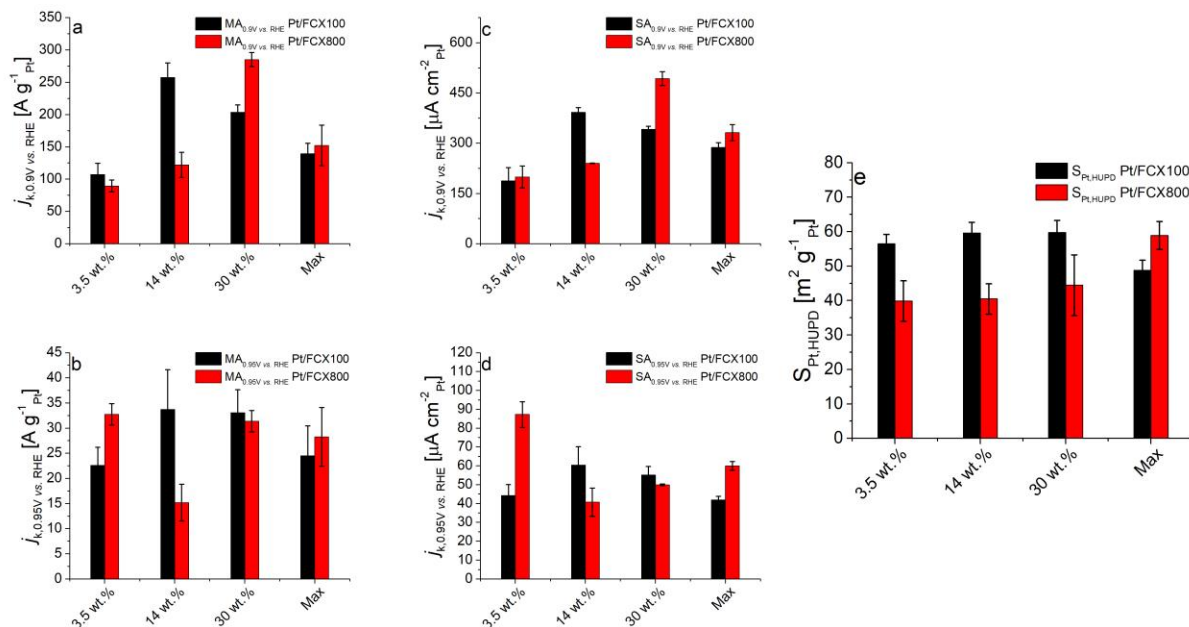 a
MA0.9V vs. RHE Pt/FCX100
MA0.9V vs. RHE Pt/FCX800
jk,0.9V vs. RHE [A g⁻¹Pt]
350
300
250
200
150
100
50
0
3.5 wt.%
14 wt.%
30 wt.%
Max
c
SA0.9V vs. RHE Pt/FCX100
SA0.9V vs. RHE Pt/FCX800
jk,0.9V vs. RHE [µA cm⁻²Pt]
600
450
300
150
0
3.5 wt.%
14 wt.%
30 wt.%
Max
b
MA0.95V vs. RHE Pt/FCX100
MA0.95V vs. RHE Pt/FCX800
jk,0.95V vs. RHE [A g⁻¹Pt]
45
40
35
30
25
20
15
10
5
0
3.5 wt.%
14 wt.%
30 wt.%
Max
d
SA0.95V vs. RHE Pt/FCX100
SA0.95V vs. RHE Pt/FCX800
jk,0.95V vs. RHE [µA cm⁻²Pt]
120
110
100
90
80
70
60
50
40
30
20
10
0
3.5 wt.%
14 wt.%
30 wt.%
Max
e
SPt,HUPD Pt/FCX100
SPt,HUPD Pt/FCX800
SPt,HUPD [m² g⁻¹Pt]
80
70
60
50
40
30
20
10
0
3.5 wt.%
14 wt.%
30 wt.%
Max